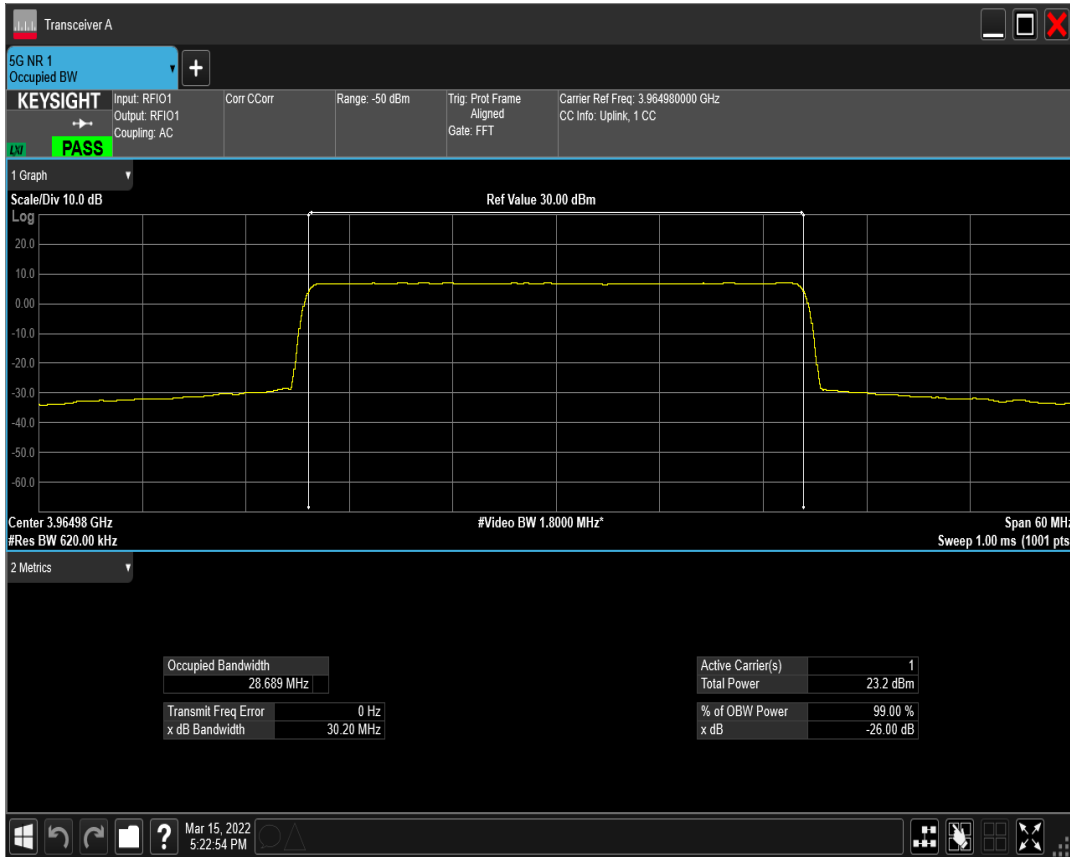 Transceiver A
5G NR 1
Occupied BW
+
KEYSIGHT
LXI
PASS
Input: RFIO1
Output: RFIO1
Coupling: AC
Corr CCorr
Range: -50 dBm
Trig: Prot Frame
Aligned
Gate: FFT
Carrier Ref Freq: 3.964980000 GHz
CC Info: Uplink, 1 CC
1 Graph
Scale/Div 10.0 dB
Ref Value 30.00 dBm
Log
20.0
10.0
0.00
-10.0
-20.0
-30.0
-40.0
-50.0
-60.0
Center 3.96498 GHz
#Video BW 1.8000 MHz*
Span 60 MHz
#Res BW 620.00 kHz
Sweep 1.00 ms (1001 pts
2 Metrics
Occupied Bandwidth
28.689 MHz
Transmit Freq Error 0 Hz
x dB Bandwidth 30.20 MHz
Active Carrier(s) 1
Total Power 23.2 dBm
% of OBW Power 99.00 %
x dB -26.00 dB
?
Mar 15, 2022
5:22:54 PM